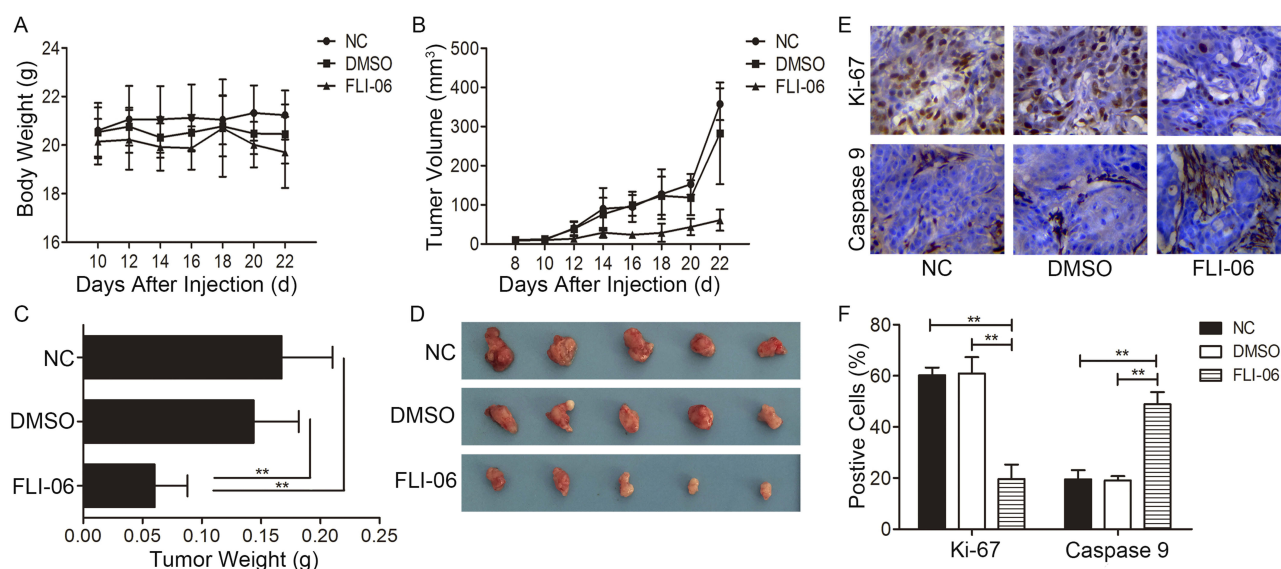 A
Body Weight (g)
24
22
20
18
16
10 12 14 16 18 20 22
Days After Injection (d)
NC
DMSO
FLI-06
B
Tumer Volume (mm³)
500
400
300
200
100
0
8 10 12 14 16 18 20 22
Days After Injection (d)
NC
DMSO
FLI-06
C
NC
DMSO
FLI-06
**
**
0.00 0.05 0.10 0.15 0.20 0.25
Tumor Weight (g)
D
NC
DMSO
FLI-06
E
Ki-67
Caspase 9
NC DMSO FLI-06
F
Postive Cells (%)
80
60
40
20
0
**
**
**
**
Ki-67 Caspase 9
NC
DMSO
FLI-06